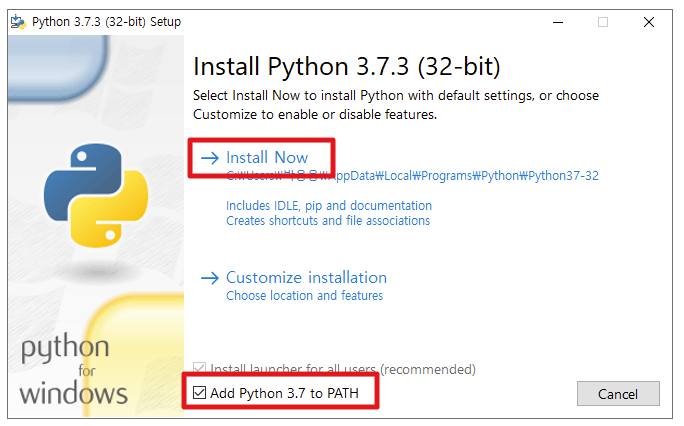 Python 3.7.3 (32-bit) Setup
Install Python 3.7.3 (32-bit)
Select Install Now to install Python with default settings, or choose
Customize to enable or disable features.
Install Now
C:₩Users₩박응용₩AppData₩Local₩Programs₩Python₩Python37-32
Includes IDLE, pip and documentation
Creates shortcuts and file associations
Customize installation
Choose location and features
python
for
windows
Install launcher for all users (recommended)
Add Python 3.7 to PATH
Cancel